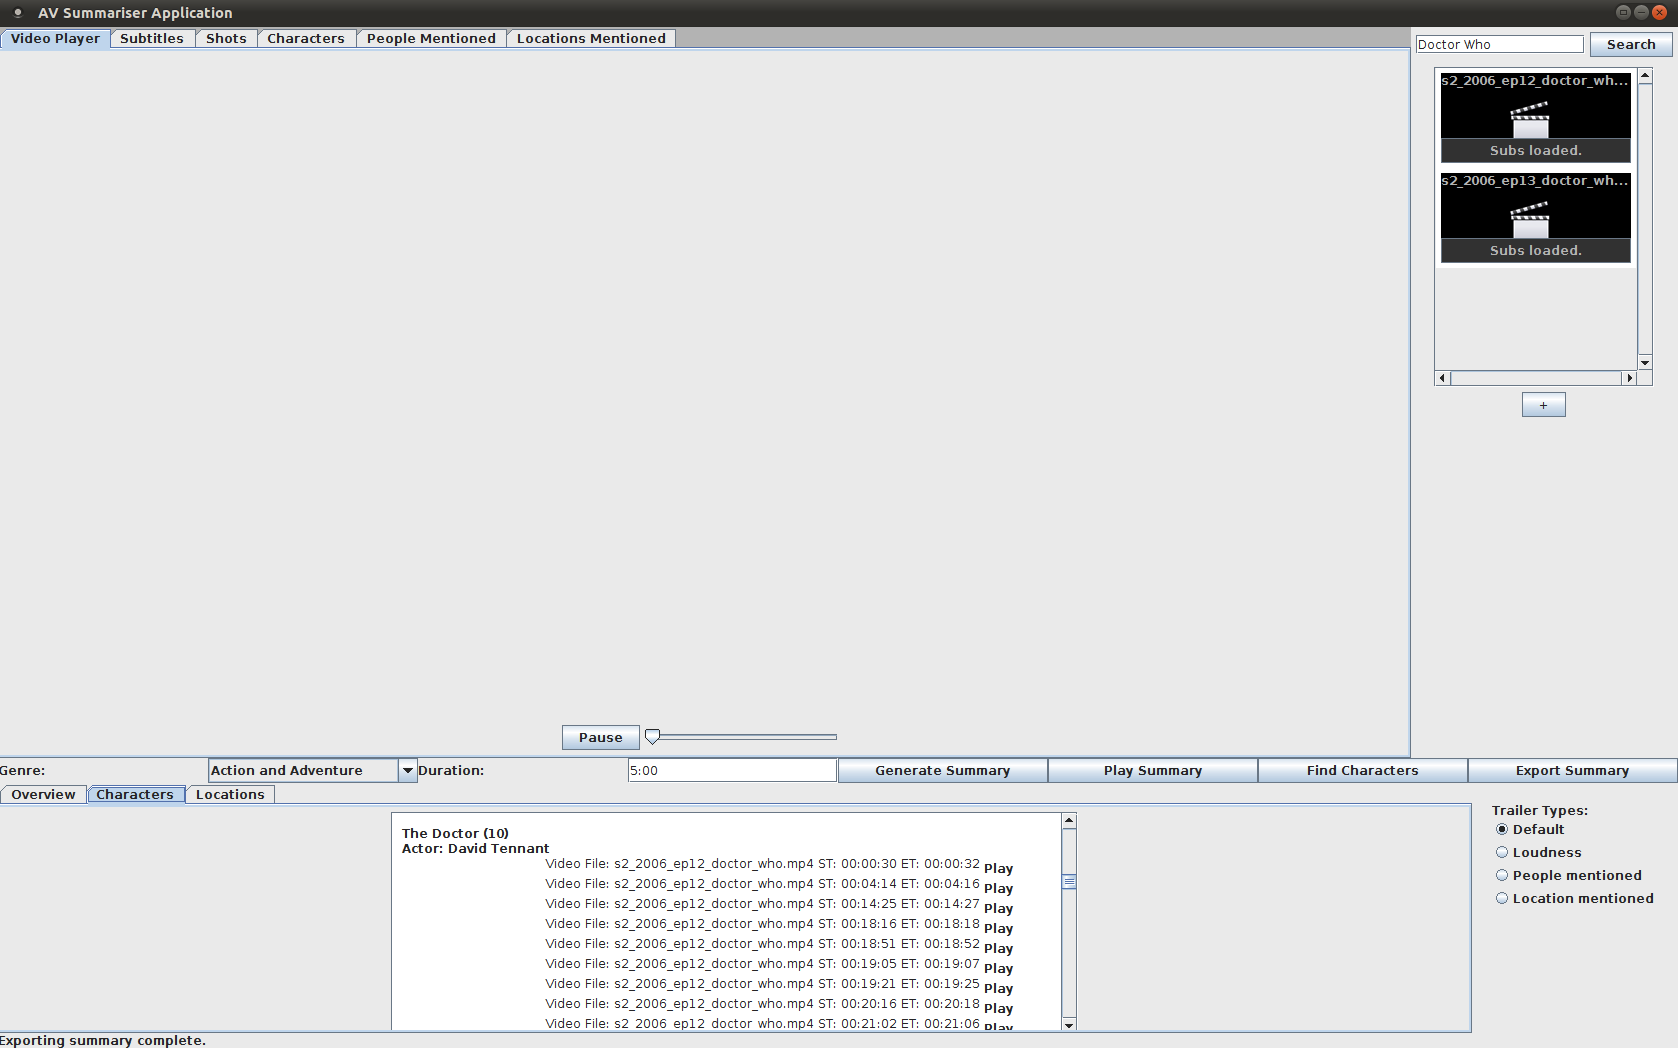 AV Summariser Application
Video Player Subtitles Shots Characters People Mentioned Locations Mentioned
Doctor Who Search
s2_2006_ep12_doctor_wh...
Subs loaded.
s2_2006_ep13_doctor_wh...
Subs loaded.
+
Pause
Genre: Action and Adventure Duration: 5:00 Generate Summary Play Summary Find Characters Export Summary
Overview Characters Locations
The Doctor (10)
Actor: David Tennant
Video File: s2_2006_ep12_doctor_who.mp4 ST: 00:00:30 ET: 00:00:32 Play
Video File: s2_2006_ep12_doctor_who.mp4 ST: 00:04:14 ET: 00:04:16 Play
Video File: s2_2006_ep12_doctor_who.mp4 ST: 00:14:25 ET: 00:14:27 Play
Video File: s2_2006_ep12_doctor_who.mp4 ST: 00:18:16 ET: 00:18:18 Play
Video File: s2_2006_ep12_doctor_who.mp4 ST: 00:18:51 ET: 00:18:52 Play
Video File: s2_2006_ep12_doctor_who.mp4 ST: 00:19:05 ET: 00:19:07 Play
Video File: s2_2006_ep12_doctor_who.mp4 ST: 00:19:21 ET: 00:19:25 Play
Video File: s2_2006_ep12_doctor_who.mp4 ST: 00:20:16 ET: 00:20:18 Play
Video File: s2_2006_ep12_doctor_who.mp4 ST: 00:21:02 ET: 00:21:06 Play
Trailer Types:
Default
Loudness
People mentioned
Location mentioned
Exporting summary complete.